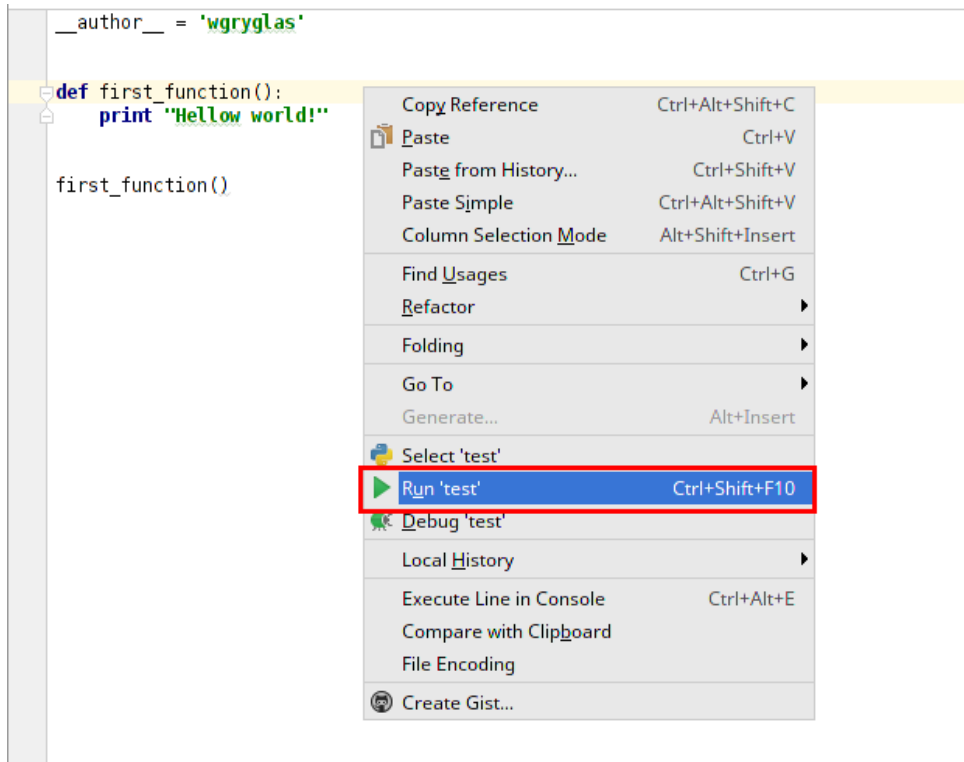 __author__ = 'wgryglas'
def first_function():
print "Hellow world!"
first_function()
Copy Reference Ctrl+Alt+Shift+C
Paste Ctrl+V
Paste from History... Ctrl+Shift+V
Paste Simple Ctrl+Alt+Shift+V
Column Selection Mode Alt+Shift+Insert
Find Usages Ctrl+G
Refactor
Folding
Go To
Generate... Alt+Insert
Select 'test'
Run 'test' Ctrl+Shift+F10
Debug 'test'
Local History
Execute Line in Console Ctrl+Alt+E
Compare with Clipboard
File Encoding
Create Gist...